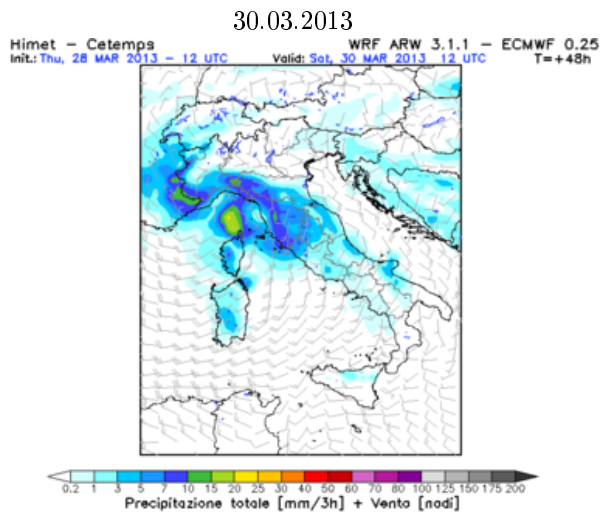 30.03.2013
Himet - Cetemps WRF ARW 3.1.1 - ECMWF 0.25
Init.: Thu, 28 MAR 2013 - 12 UTC Valid: Sat, 30 MAR 2013 12 UTC T=+48h
0.2 1 3 5 7 10 15 20 25 30 40 50 60 70 80 100 125 150 175 200
Precipitazione totale [mm/3h] + Vento [nodi]